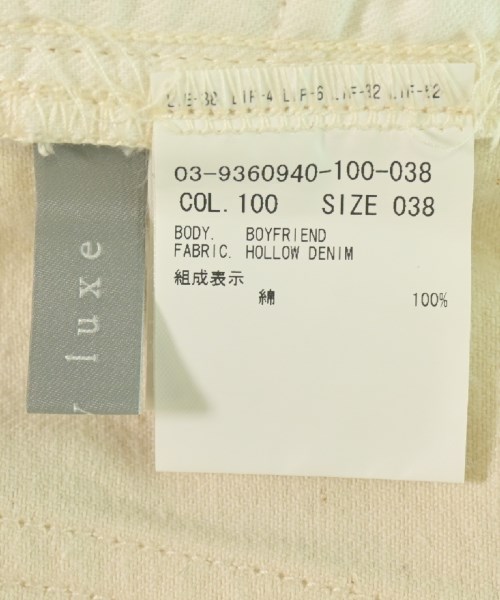 03-9360940-100-038
COL. 100 SIZE 038
BODY. BOYFRIEND
FABRIC. HOLLOW DENIM
組成表示
綿 100%
y luxe